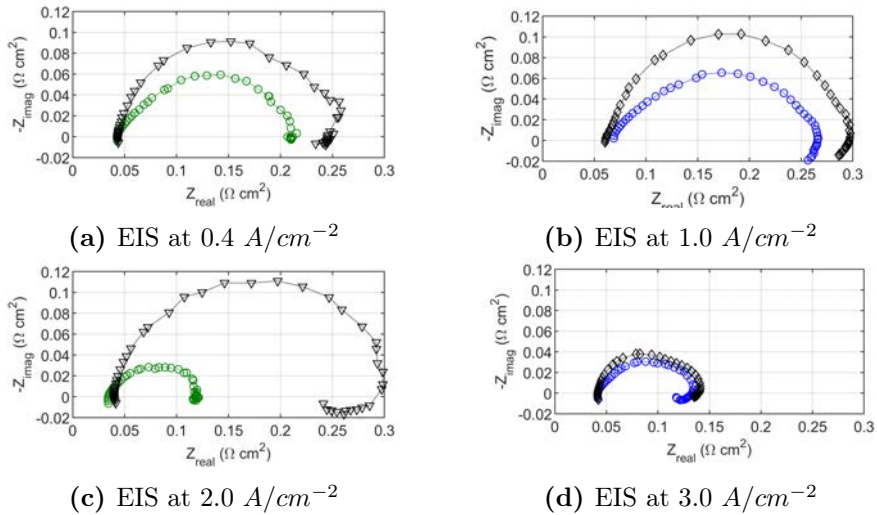 0.12
0.1
0.08
0.06
0.04
0.02
0
-0.02
-Z_imag (Ω cm²)
0 0.05 0.1 0.15 0.2 0.25 0.3
Z_real (Ω cm²)
(a) EIS at 0.4 A/cm⁻²
0.12
0.1
0.08
0.06
0.04
0.02
0
-0.02
-Z_imag (Ω cm²)
0 0.05 0.1 0.15 0.2 0.25 0.3
Z_real (Ω cm²)
(b) EIS at 1.0 A/cm⁻²
0.12
0.1
0.08
0.06
0.04
0.02
0
-0.02
-Z_imag (Ω cm²)
0 0.05 0.1 0.15 0.2 0.25 0.3
Z_real (Ω cm²)
(c) EIS at 2.0 A/cm⁻²
0.12
0.1
0.08
0.06
0.04
0.02
0
-0.02
-Z_imag (Ω cm²)
0 0.05 0.1 0.15 0.2 0.25 0.3
Z_real (Ω cm²)
(d) EIS at 3.0 A/cm⁻²